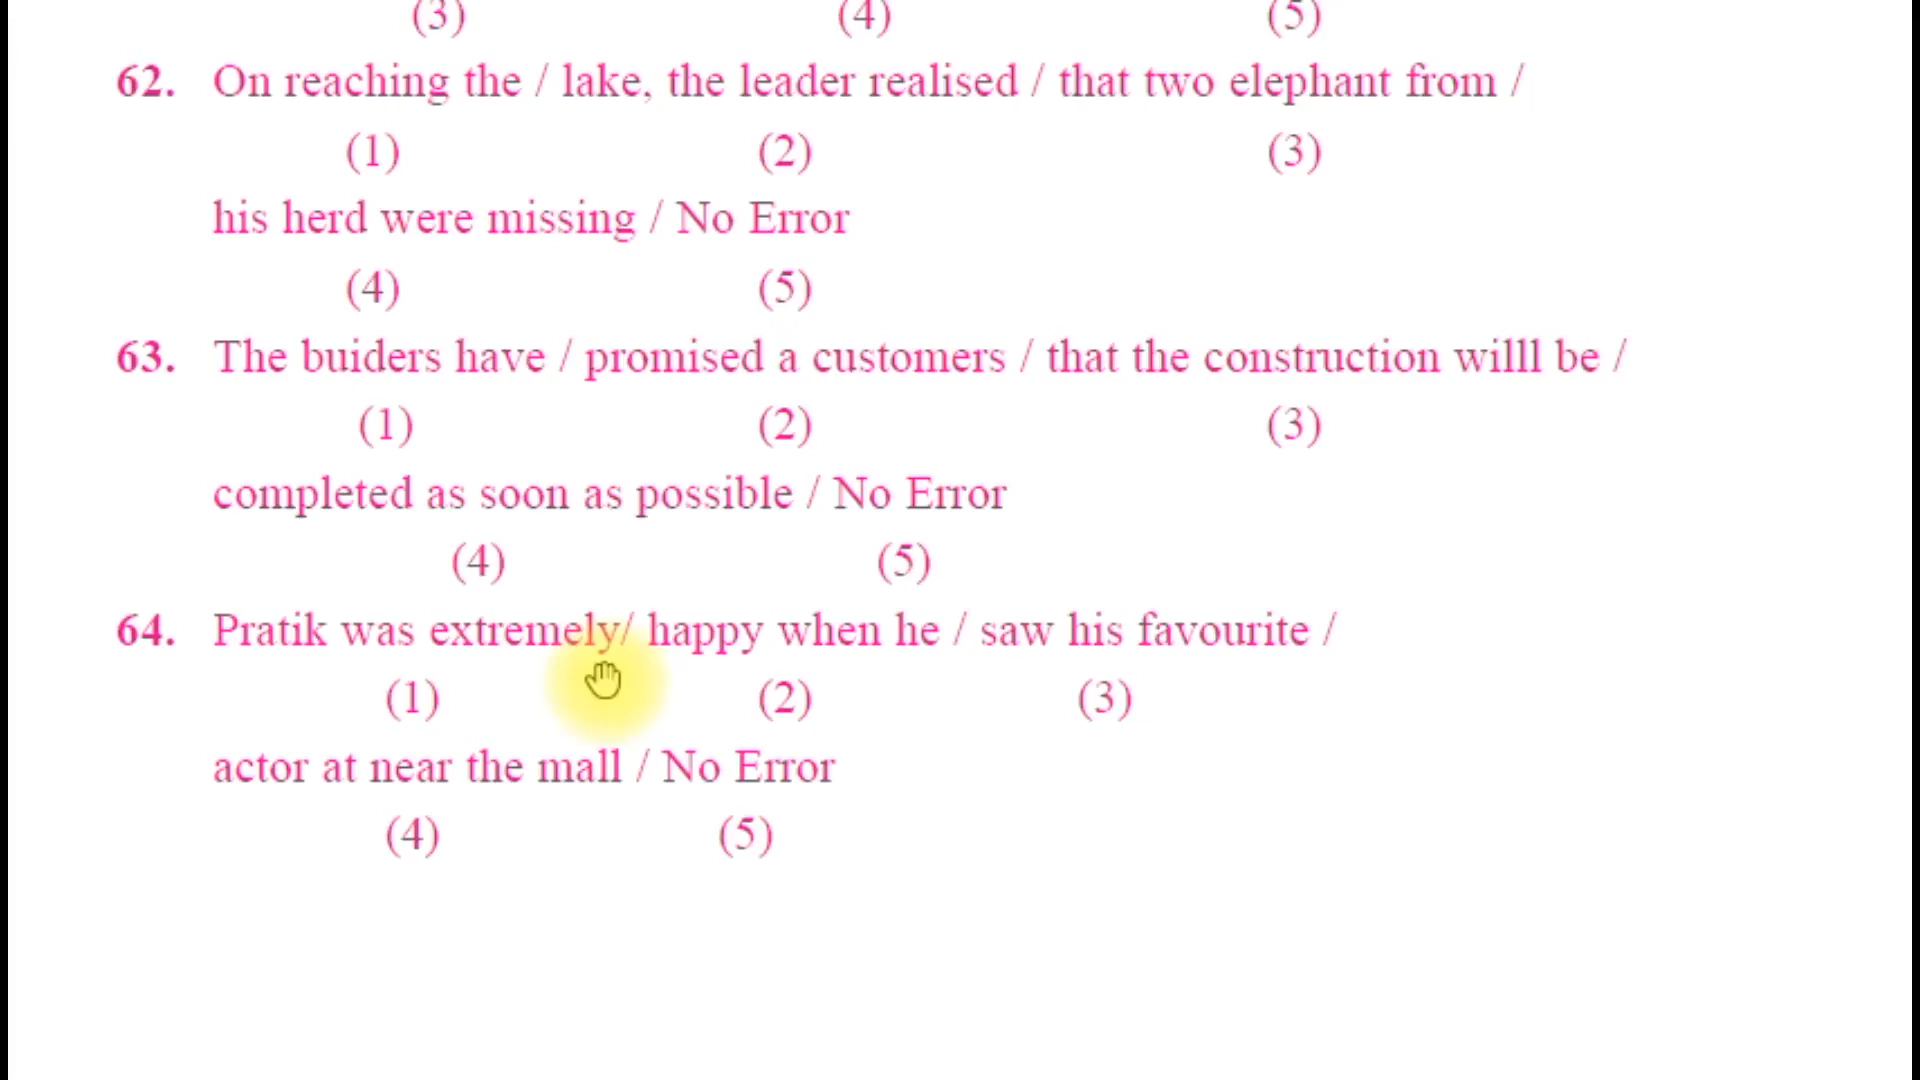 (3) (4) (5)
62. On reaching the / lake, the leader realised / that two elephant from /
(1) (2) (3)
his herd were missing / No Error
(4) (5)
63. The buiders have / promised a customers / that the construction willl be /
(1) (2) (3)
completed as soon as possible / No Error
(4) (5)
64. Pratik was extremely/ happy when he / saw his favourite /
(1) (2) (3)
actor at near the mall / No Error
(4) (5)